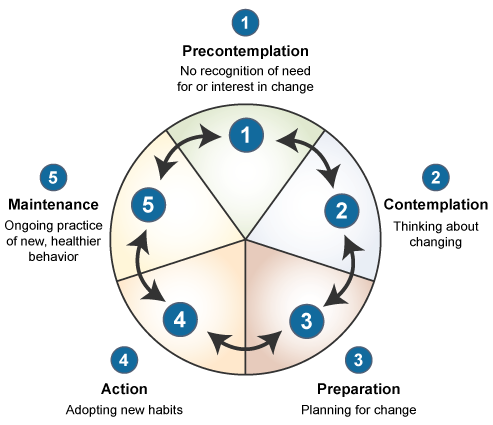 1
Precontemplation
No recognition of need
for or interest in change
1
2
Contemplation
Thinking about
changing
2
3
Preparation
Planning for change
3
4
Action
Adopting new habits
4
5
Maintenance
Ongoing practice
of new, healthier
behavior
5